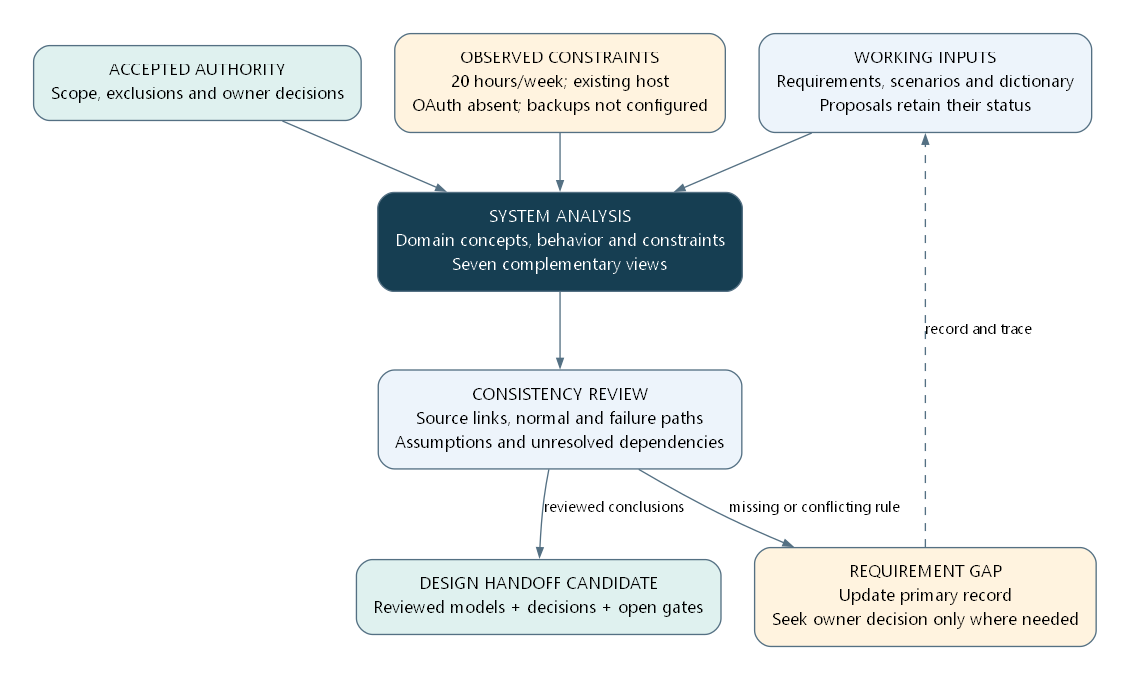 ACCEPTED AUTHORITY
Scope, exclusions and owner decisions
OBSERVED CONSTRAINTS
20 hours/week; existing host
OAuth absent; backups not configured
WORKING INPUTS
Requirements, scenarios and dictionary
Proposals retain their status
SYSTEM ANALYSIS
Domain concepts, behavior and constraints
Seven complementary views
record and trace
CONSISTENCY REVIEW
Source links, normal and failure paths
Assumptions and unresolved dependencies
reviewed conclusions
missing or conflicting rule
DESIGN HANDOFF CANDIDATE
Reviewed models + decisions + open gates
REQUIREMENT GAP
Update primary record
Seek owner decision only where needed